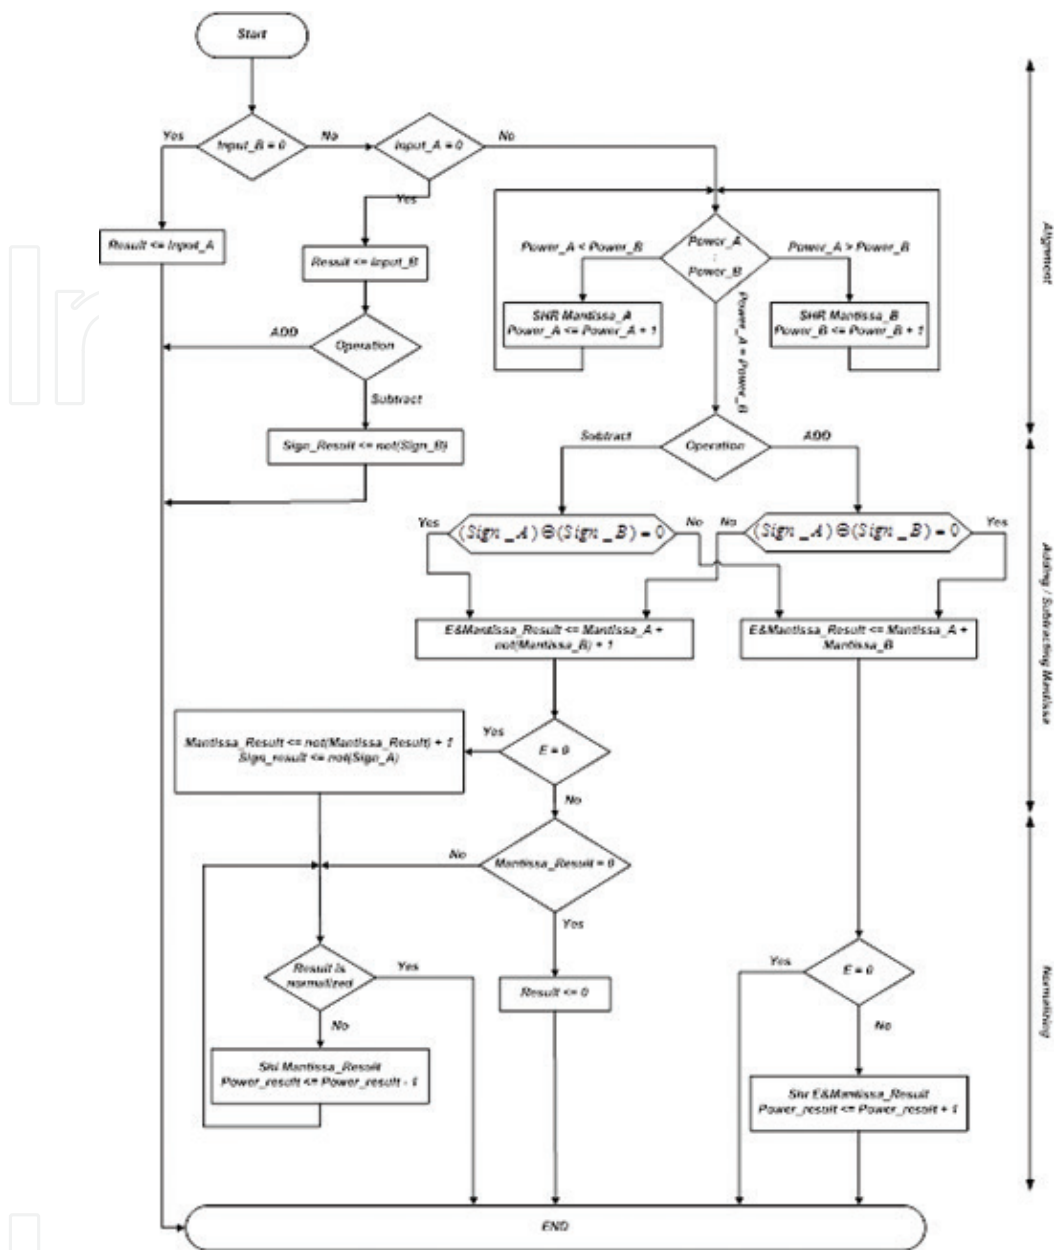 Start
Yes
Input_B = 0
No
Input_A = 0
No
Yes
Result <= Input_A
Result <= Input_B
Power_A < Power_B
Power_A
:
Power_B
Power_A > Power_B
SHR Mantissa_A
Power_A <= Power_A + 1
SHR Mantissa_B
Power_B <= Power_B + 1
Power_A = Power_B
Alignment
ADD
Operation
Subtract
Sign_Result <= not(Sign_B)
Subtract
Operation
ADD
Yes
(Sign_A)⊖(Sign_B)=0
No
No
(Sign_A)⊖(Sign_B)=0
Yes
E&Mantissa_Result <= Mantissa_A +
not(Mantissa_B) + 1
E&Mantissa_Result <= Mantissa_A +
Mantissa_B
Adding / Subtracting Mantissa
Mantissa_Result <= not(Mantissa_Result) + 1
Sign_result <= not(Sign_A)
Yes
E = 0
No
No
Mantissa_Result = 0
Yes
Result is
normalized
Yes
No
Result <= 0
Yes
E = 0
No
Normalizing
Shl Mantissa_Result
Power_result <= Power_result - 1
Shr E&Mantissa_Result
Power_result <= Power_result + 1
END